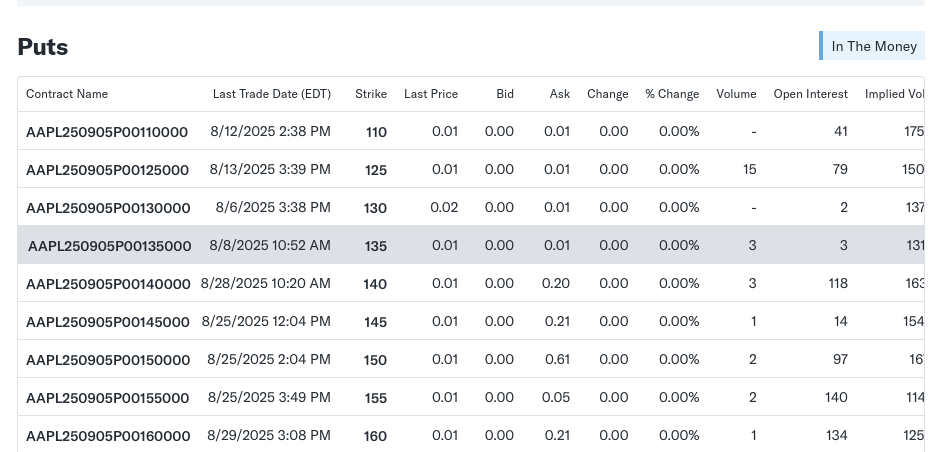 Puts
In The Money
Contract Name Last Trade Date (EDT) Strike Last Price Bid Ask Change % Change Volume Open Interest Implied Vol
AAPL250905P00110000 8/12/2025 2:38 PM 110 0.01 0.00 0.01 0.00 0.00% - 41 175
AAPL250905P00125000 8/13/2025 3:39 PM 125 0.01 0.00 0.01 0.00 0.00% 15 79 150
AAPL250905P00130000 8/6/2025 3:38 PM 130 0.02 0.00 0.01 0.00 0.00% - 2 137
AAPL250905P00135000 8/8/2025 10:52 AM 135 0.01 0.00 0.01 0.00 0.00% 3 3 131
AAPL250905P00140000 8/28/2025 10:20 AM 140 0.01 0.00 0.20 0.00 0.00% 3 118 163
AAPL250905P00145000 8/25/2025 12:04 PM 145 0.01 0.00 0.21 0.00 0.00% 1 14 154
AAPL250905P00150000 8/25/2025 2:04 PM 150 0.01 0.00 0.61 0.00 0.00% 2 97 16
AAPL250905P00155000 8/25/2025 3:49 PM 155 0.01 0.00 0.05 0.00 0.00% 2 140 114
AAPL250905P00160000 8/29/2025 3:08 PM 160 0.01 0.00 0.21 0.00 0.00% 1 134 125